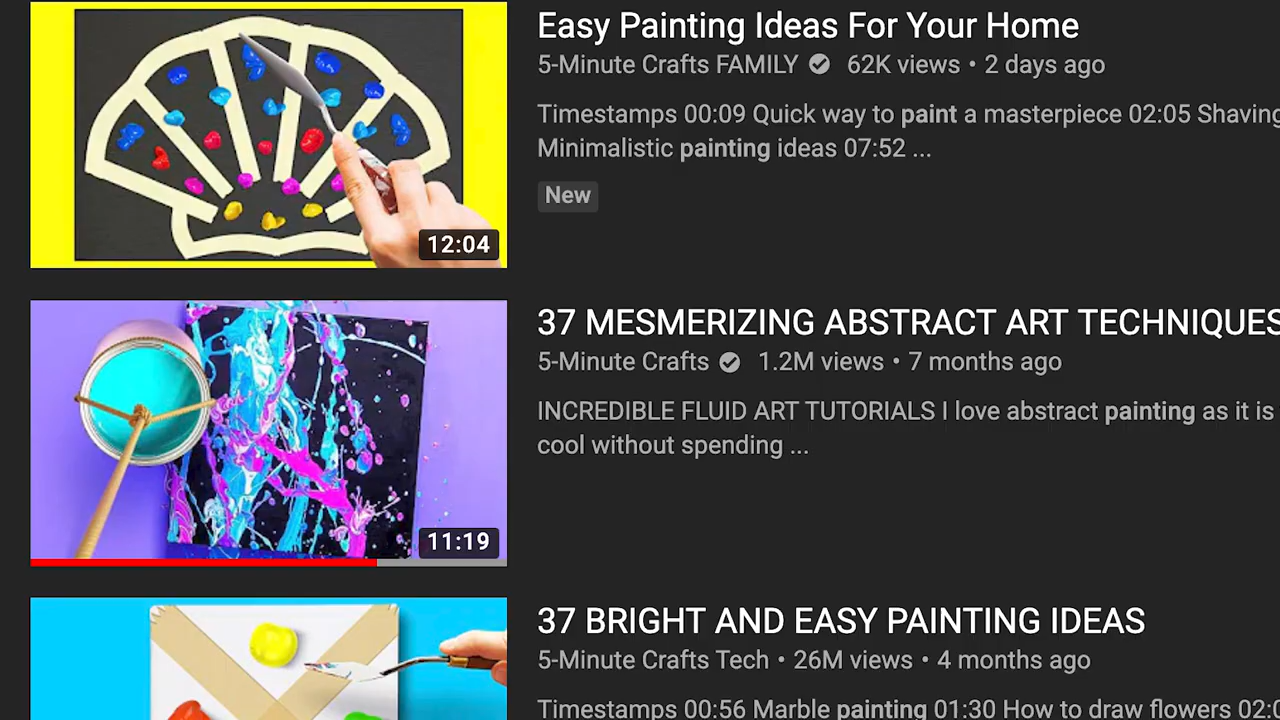 Easy Painting Ideas For Your Home
5-Minute Crafts FAMILY 62K views • 2 days ago
Timestamps 00:09 Quick way to paint a masterpiece 02:05 Shaving
Minimalistic painting ideas 07:52 ...
New
12:04
37 MESMERIZING ABSTRACT ART TECHNIQUES
5-Minute Crafts 1.2M views • 7 months ago
INCREDIBLE FLUID ART TUTORIALS I love abstract painting as it is
cool without spending ...
11:19
37 BRIGHT AND EASY PAINTING IDEAS
5-Minute Crafts Tech • 26M views • 4 months ago
Timestamps 00:56 Marble painting 01:30 How to draw flowers 02:0